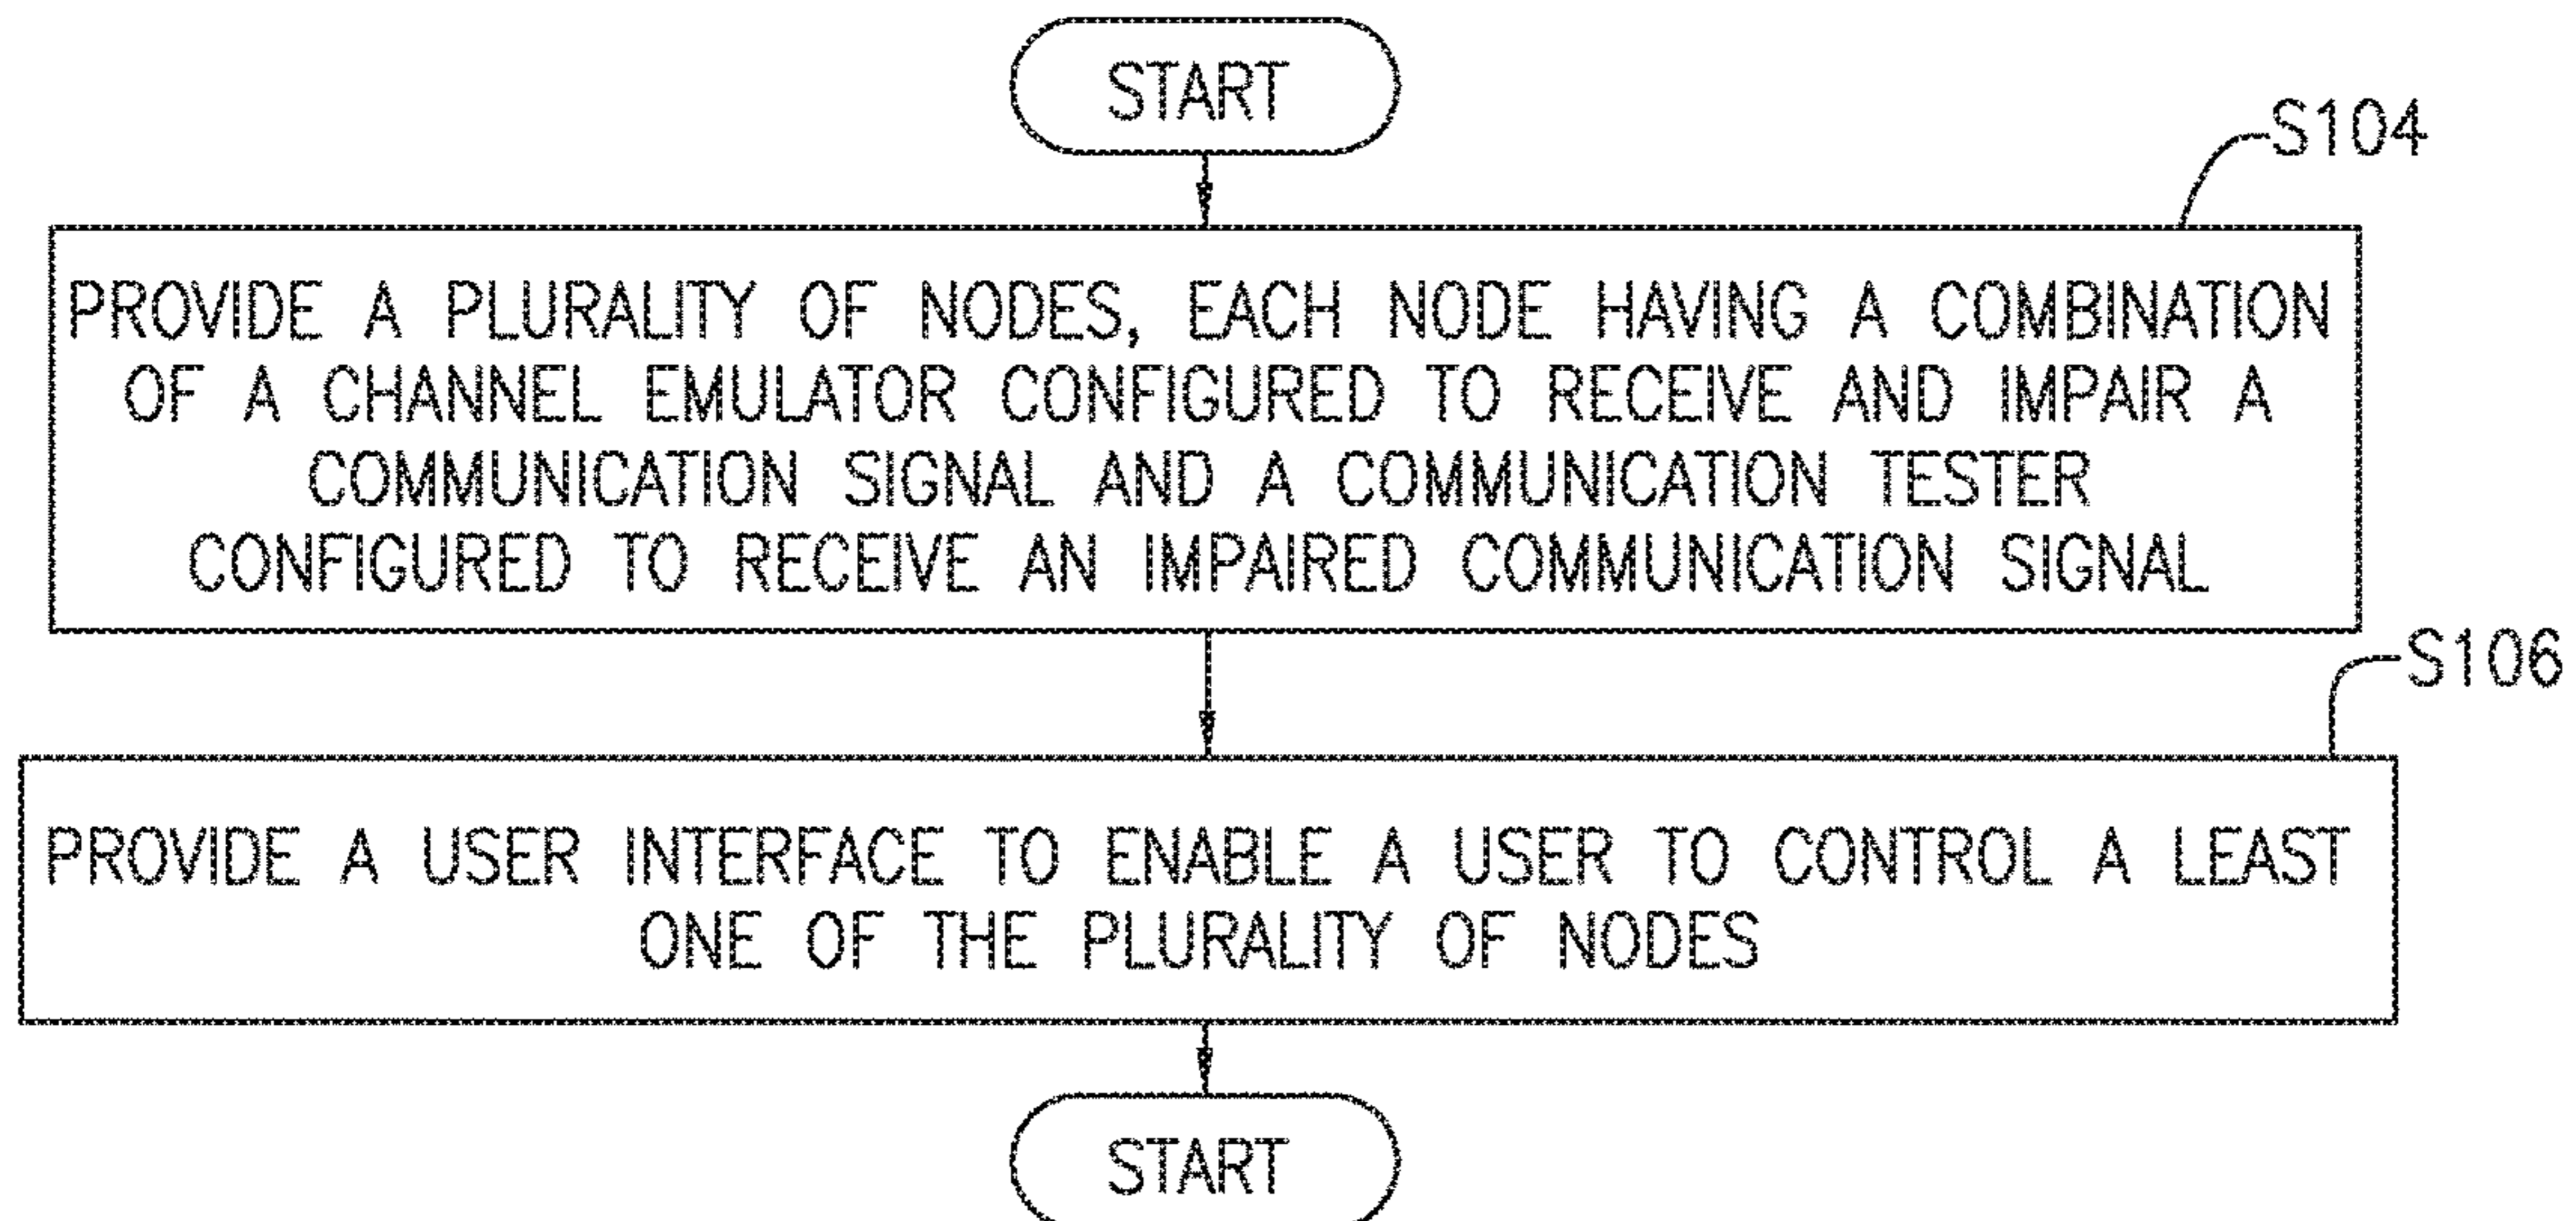 START
S104
PROVIDE A PLURALITY OF NODES, EACH NODE HAVING A COMBINATION
OF A CHANNEL EMULATOR CONFIGURED TO RECEIVE AND IMPAIR A
COMMUNICATION SIGNAL AND A COMMUNICATION TESTER
CONFIGURED TO RECEIVE AN IMPAIRED COMMUNICATION SIGNAL
S106
PROVIDE A USER INTERFACE TO ENABLE A USER TO CONTROL A LEAST
ONE OF THE PLURALITY OF NODES
START